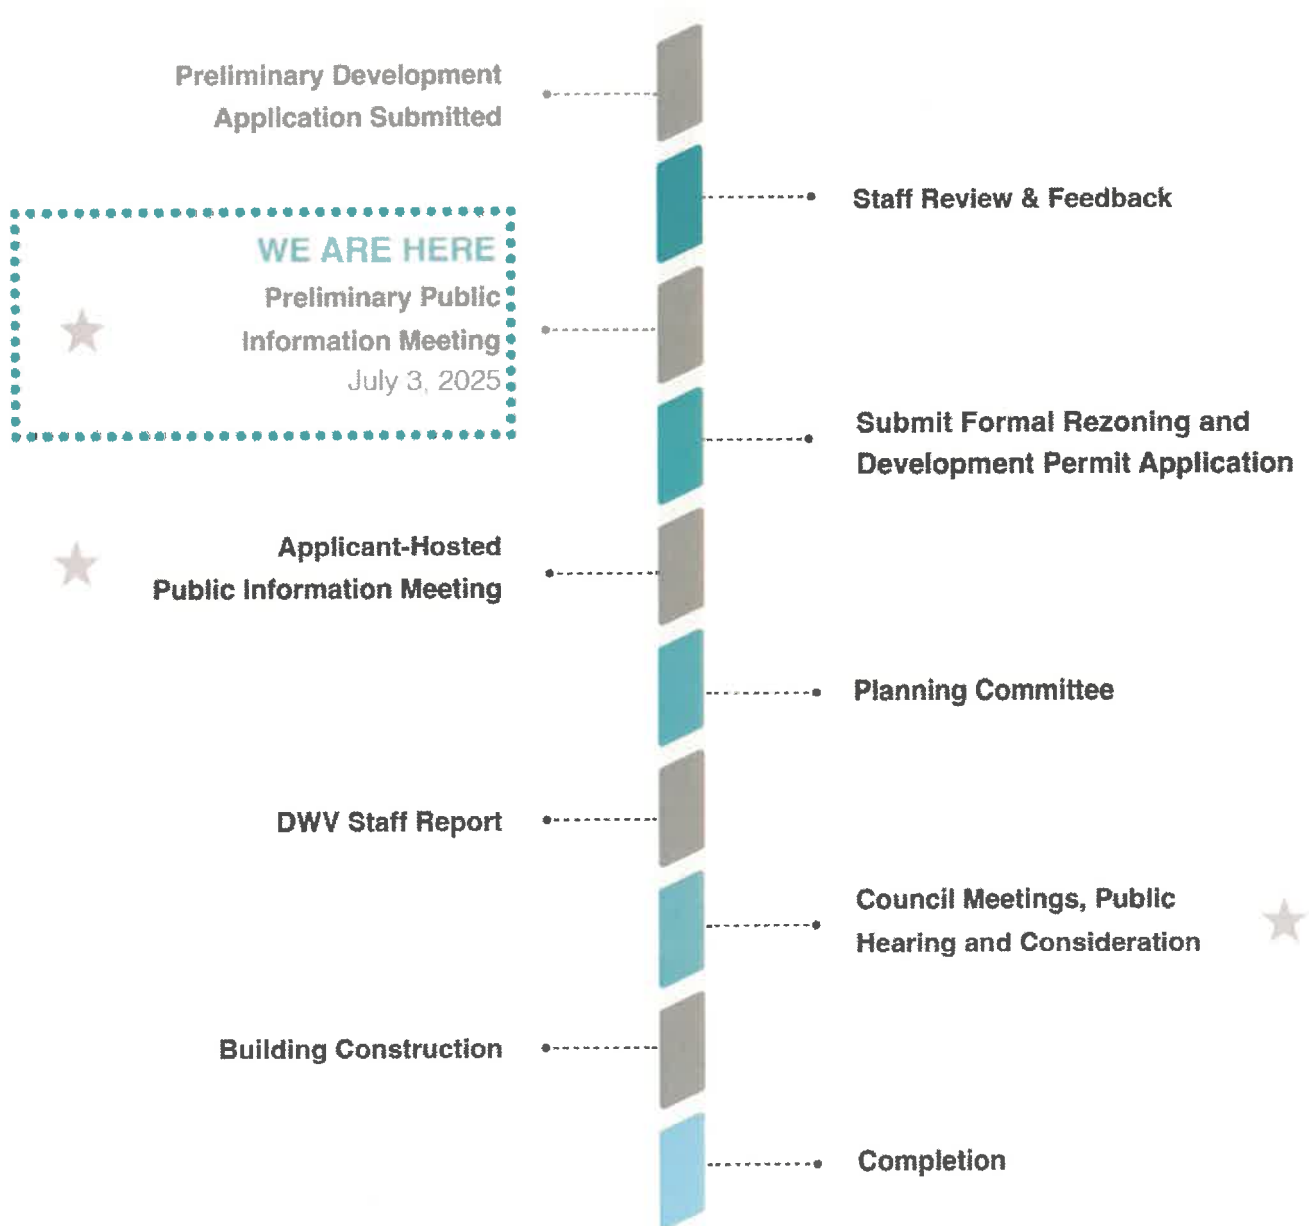 Preliminary Development
Application Submitted
Staff Review & Feedback
WE ARE HERE
Preliminary Public
Information Meeting
July 3, 2025
Submit Formal Rezoning and
Development Permit Application
Applicant-Hosted
Public Information Meeting
Planning Committee
DWV Staff Report
Council Meetings, Public
Hearing and Consideration
Building Construction
Completion